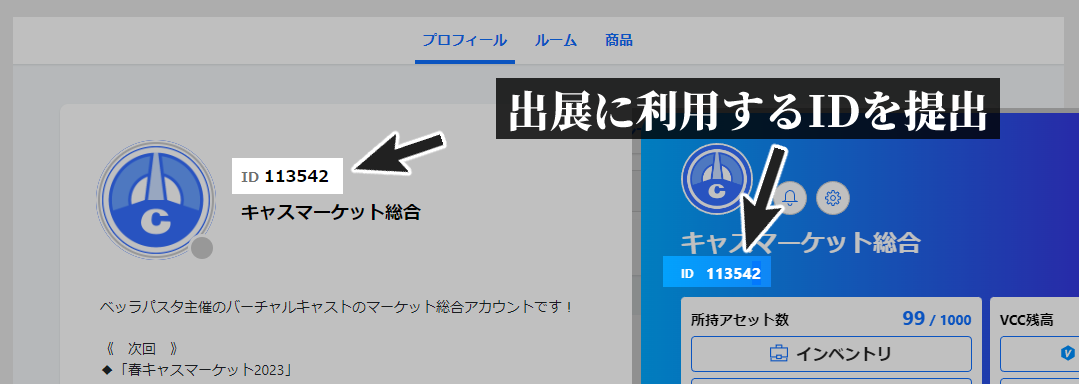 プロフィール ルーム 商品
出展に利用するIDを提出
ID 113542
キャスマーケット総合
ベッラパスタ主催のバーチャルキャストのマーケット総合アカウントです！
《 次回 》
◆「春キャスマーケット2023」
C
C
キャスマーケット総合
ID 113542
所持アセット数 99 / 1000
インベントリ
VCC残高
V